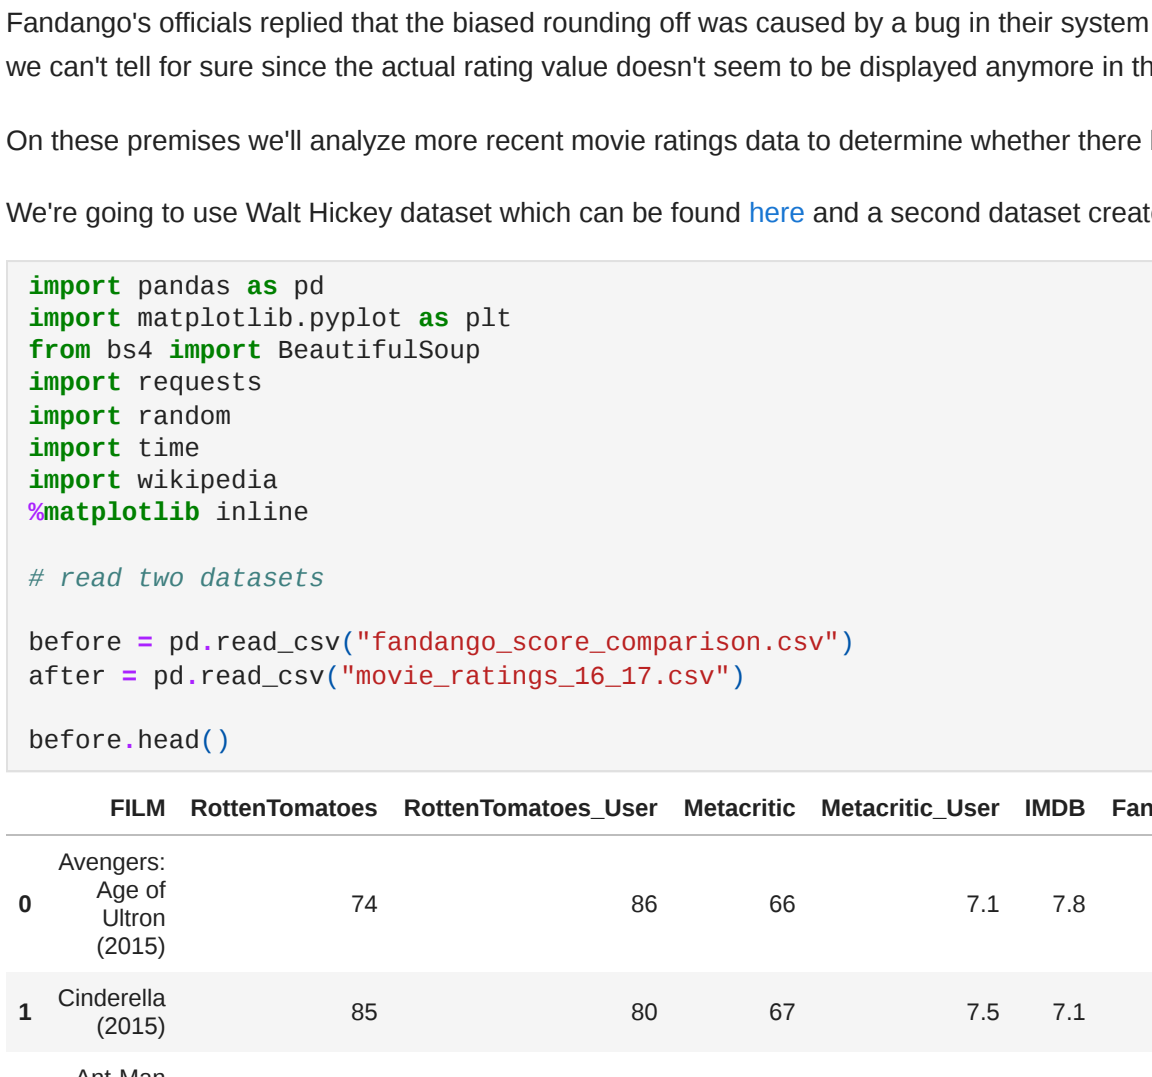 Fandango's officials replied that the biased rounding off was caused by a bug in their system
we can't tell for sure since the actual rating value doesn't seem to be displayed anymore in th
On these premises we'll analyze more recent movie ratings data to determine whether there
We're going to use Walt Hickey dataset which can be found here and a second dataset creat
import pandas as pd
import matplotlib.pyplot as plt
from bs4 import BeautifulSoup
import requests
import random
import time
import wikipedia
%matplotlib inline
# read two datasets
before = pd.read_csv("fandango_score_comparison.csv")
after = pd.read_csv("movie_ratings_16_17.csv")
before.head()
FILM RottenTomatoes RottenTomatoes_User Metacritic Metacritic_User IMDB Fan
Avengers:
Age of
0 74 86 66 7.1 7.8
Ultron
(2015)
Cinderella
1 85 80 67 7.5 7.1
(2015)
Ant-Man